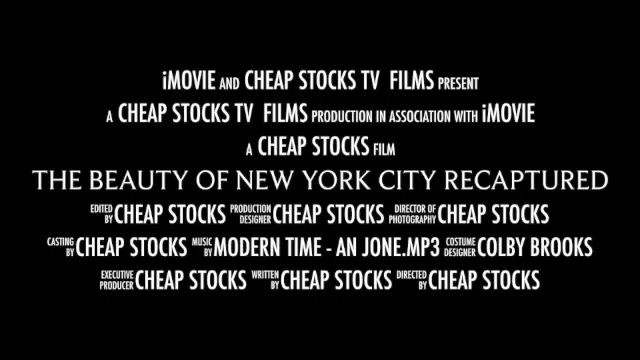 iMOVIE AND CHEAP STOCKS TV FILMS PRESENT
A CHEAP STOCKS TV FILMS PRODUCTION IN ASSOCIATION WITH iMOVIE
A CHEAP STOCKS FILM
THE BEAUTY OF NEW YORK CITY RECAPTURED
EDITED BY CHEAP STOCKS PRODUCTION DESIGNER CHEAP STOCKS DIRECTOR OF PHOTOGRAPHY CHEAP STOCKS
CASTING BY CHEAP STOCKS MUSIC BY MODERN TIME - AN JONE.MP3 COSTUME DESIGNER COLBY BROOKS
EXECUTIVE PRODUCER CHEAP STOCKS WRITTEN BY CHEAP STOCKS DIRECTED BY CHEAP STOCKS